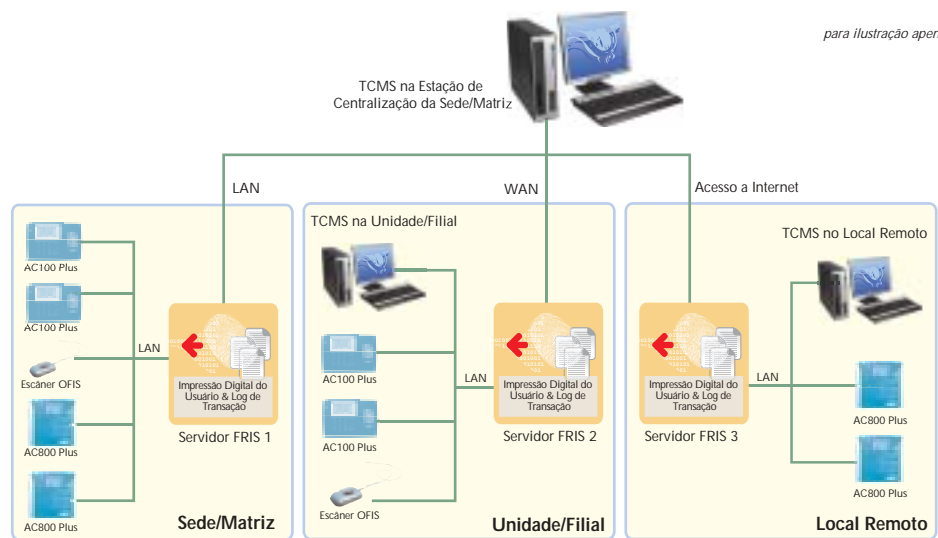 para ilustração
TCMS na Estação de
Centralização da Sede/Matriz
LAN
WAN
Acesso a Internet
AC100 Plus
AC100 Plus
Escâner OFIS
AC800 Plus
AC800 Plus
LAN
Impressão Digital do
Usuário & Log de
Transação
Servidor FRIS 1
Sede/Matriz
TCMS na Unidade/Filial
AC100 Plus
AC100 Plus
Escâner OFIS
LAN
Impressão Digital do
Usuário & Log de
Transação
Servidor FRIS 2
Unidade/Filial
TCMS no Local Remoto
Impressão Digital do
Usuário & Log de
Transação
Servidor FRIS 3
LAN
AC800 Plus
AC800 Plus
Local Remoto